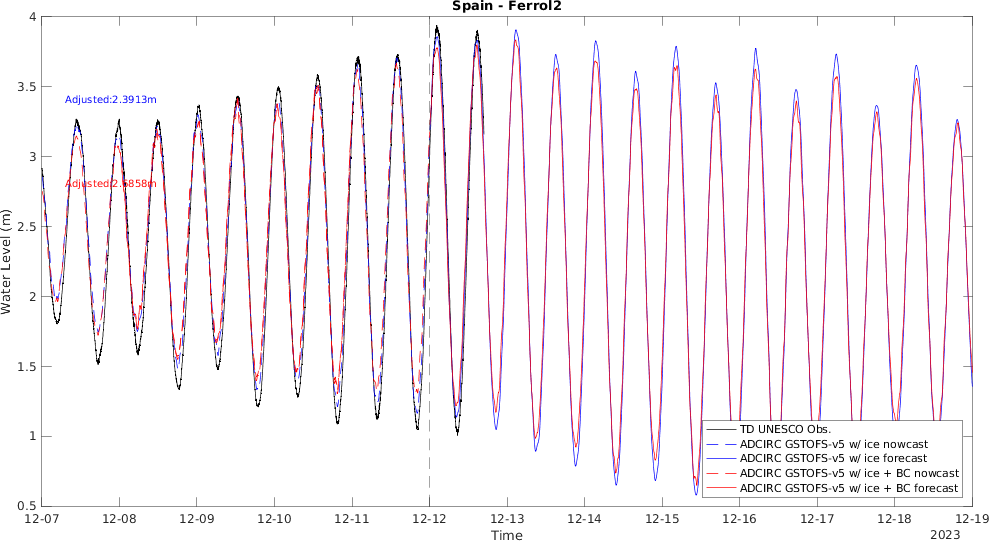 Spain - Ferrol2
4
3.5
3
2.5
2
1.5
1
0.5
Water Level (m)
Adjusted:2.3913m
Adjusted:2.6858m
TD UNESCO Obs.
ADCIRC GSTOFS-v5 w/ ice nowcast
ADCIRC GSTOFS-v5 w/ ice forecast
ADCIRC GSTOFS-v5 w/ ice + BC nowcast
ADCIRC GSTOFS-v5 w/ ice + BC forecast
12-07 12-08 12-09 12-10 12-11 12-12 12-13 12-14 12-15 12-16 12-17 12-18 12-19
Time
2023